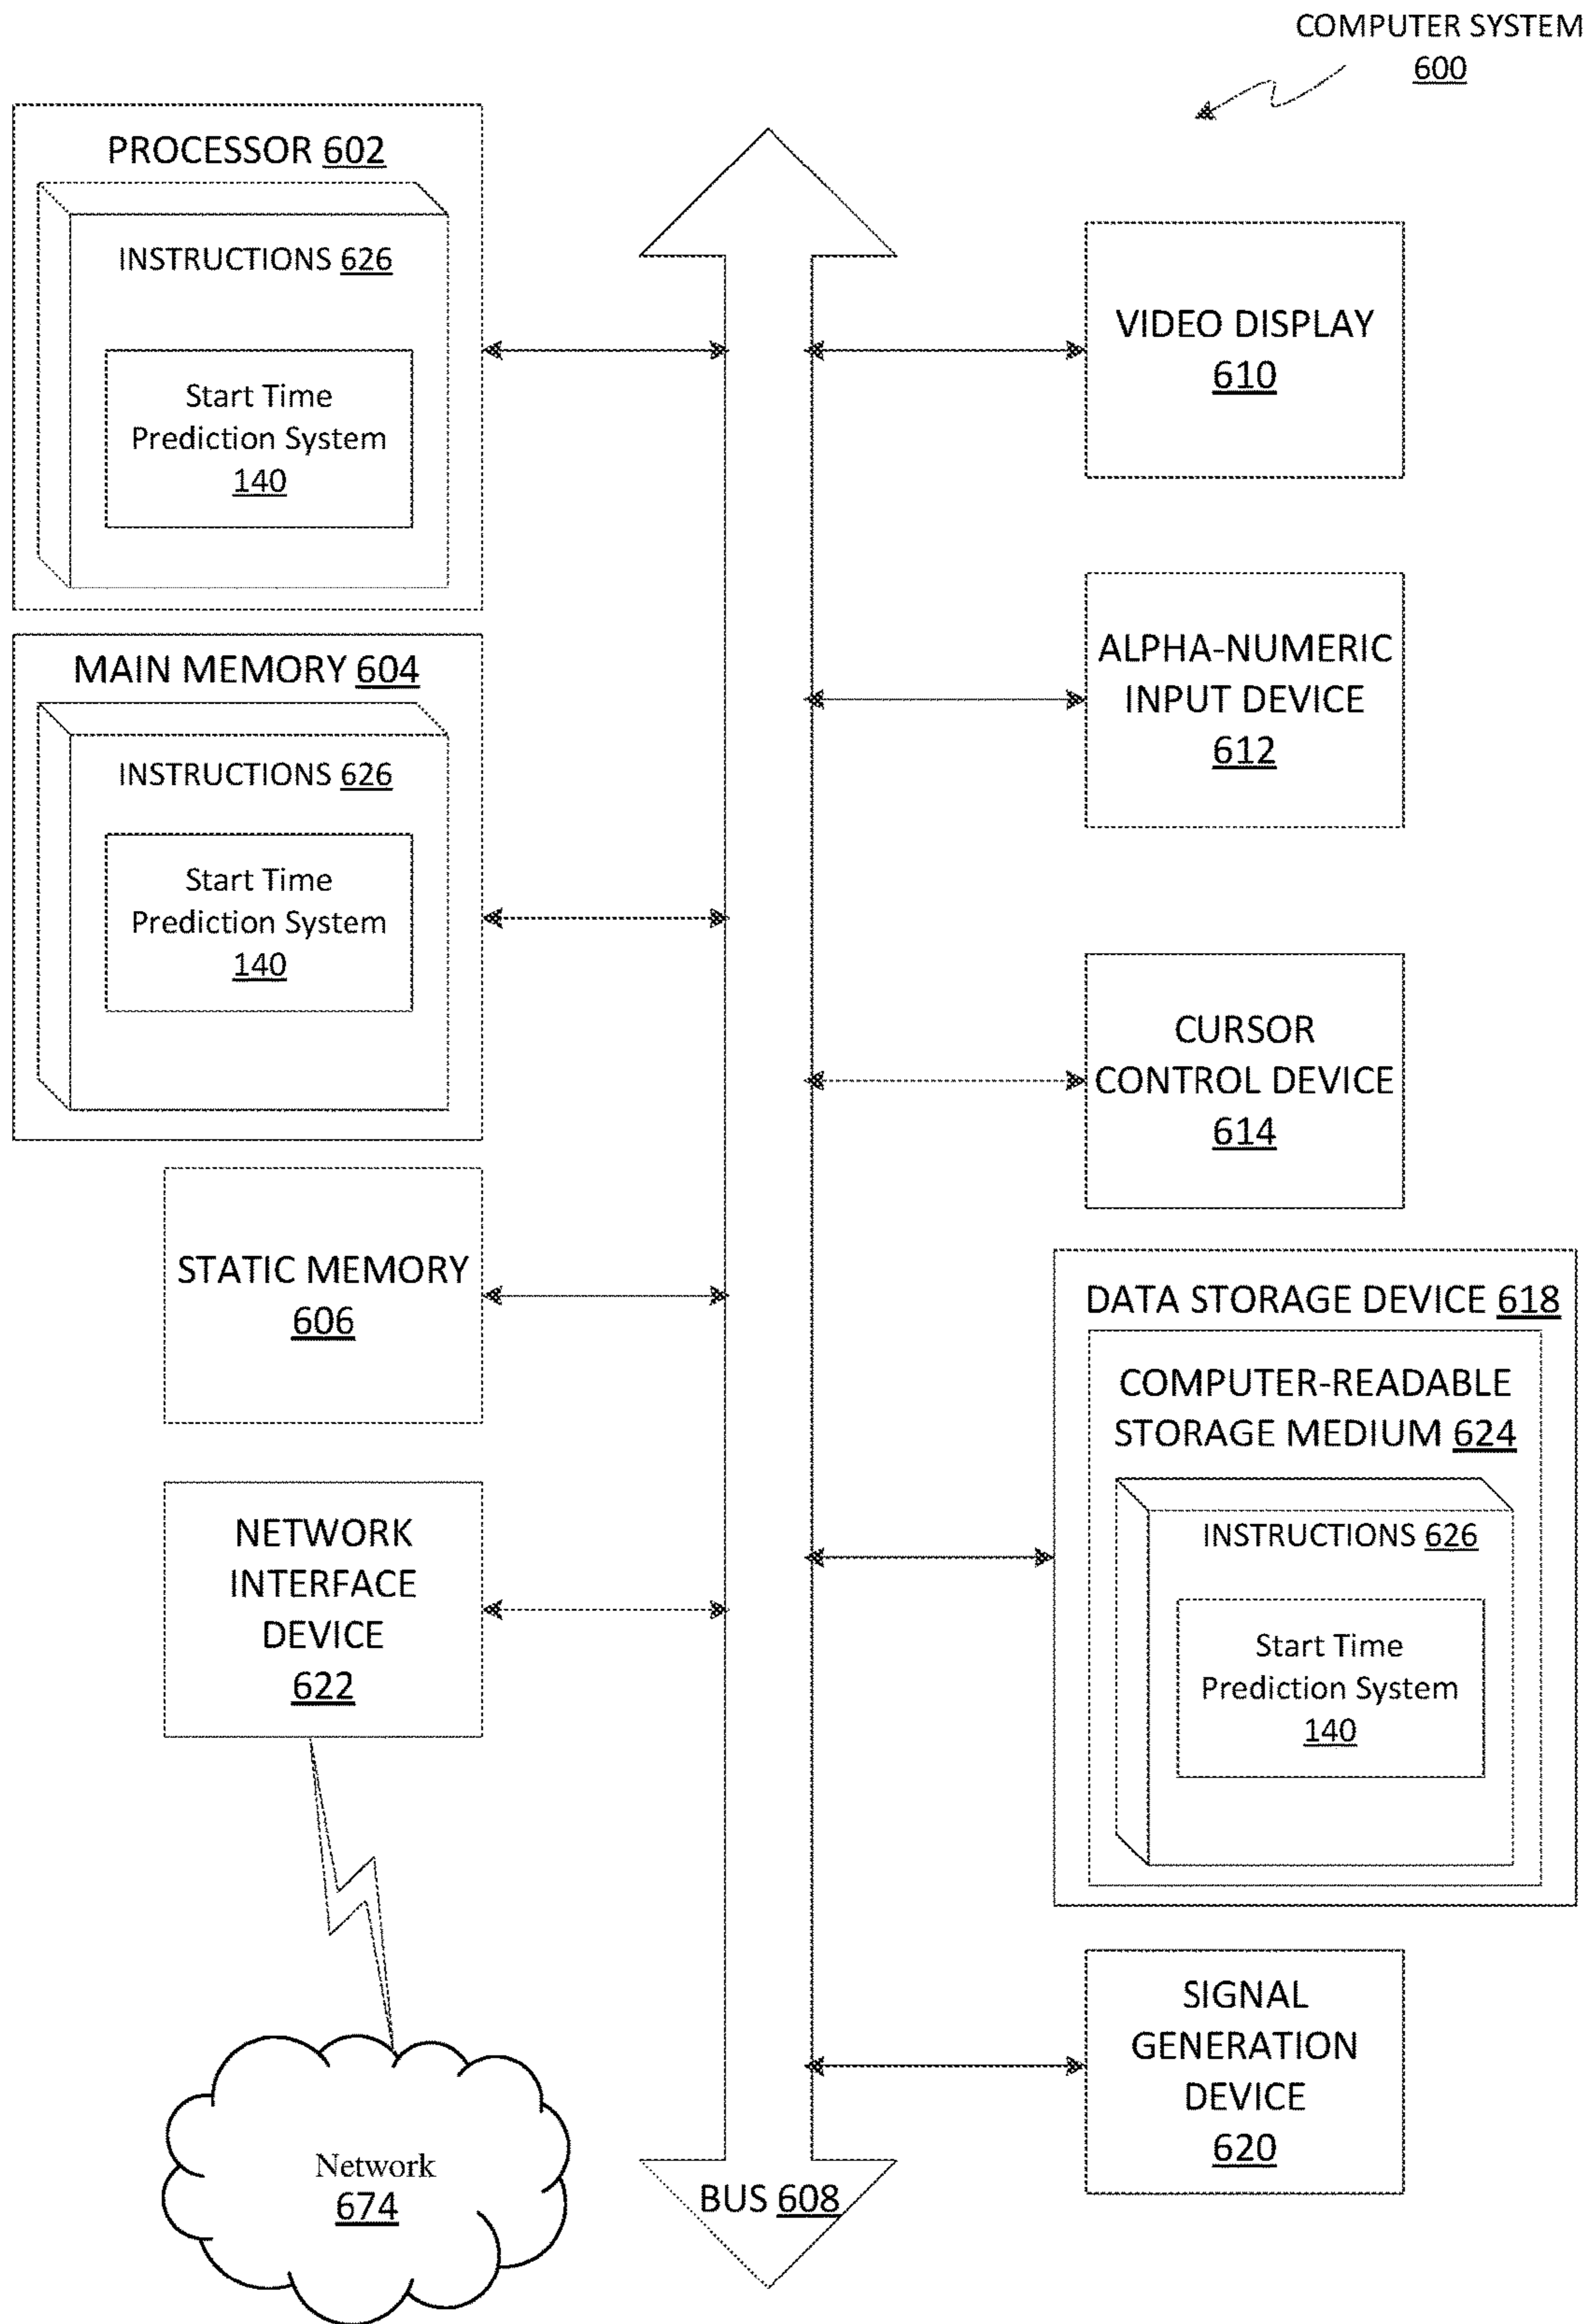 COMPUTER SYSTEM
600
PROCESSOR 602
INSTRUCTIONS 626
Start Time
Prediction System
140
MAIN MEMORY 604
INSTRUCTIONS 626
Start Time
Prediction System
140
STATIC MEMORY
606
NETWORK
INTERFACE
DEVICE
622
Network
674
BUS 608
VIDEO DISPLAY
610
ALPHA-NUMERIC
INPUT DEVICE
612
CURSOR
CONTROL DEVICE
614
DATA STORAGE DEVICE 618
COMPUTER-READABLE
STORAGE MEDIUM 624
INSTRUCTIONS 626
Start Time
Prediction System
140
SIGNAL
GENERATION
DEVICE
620